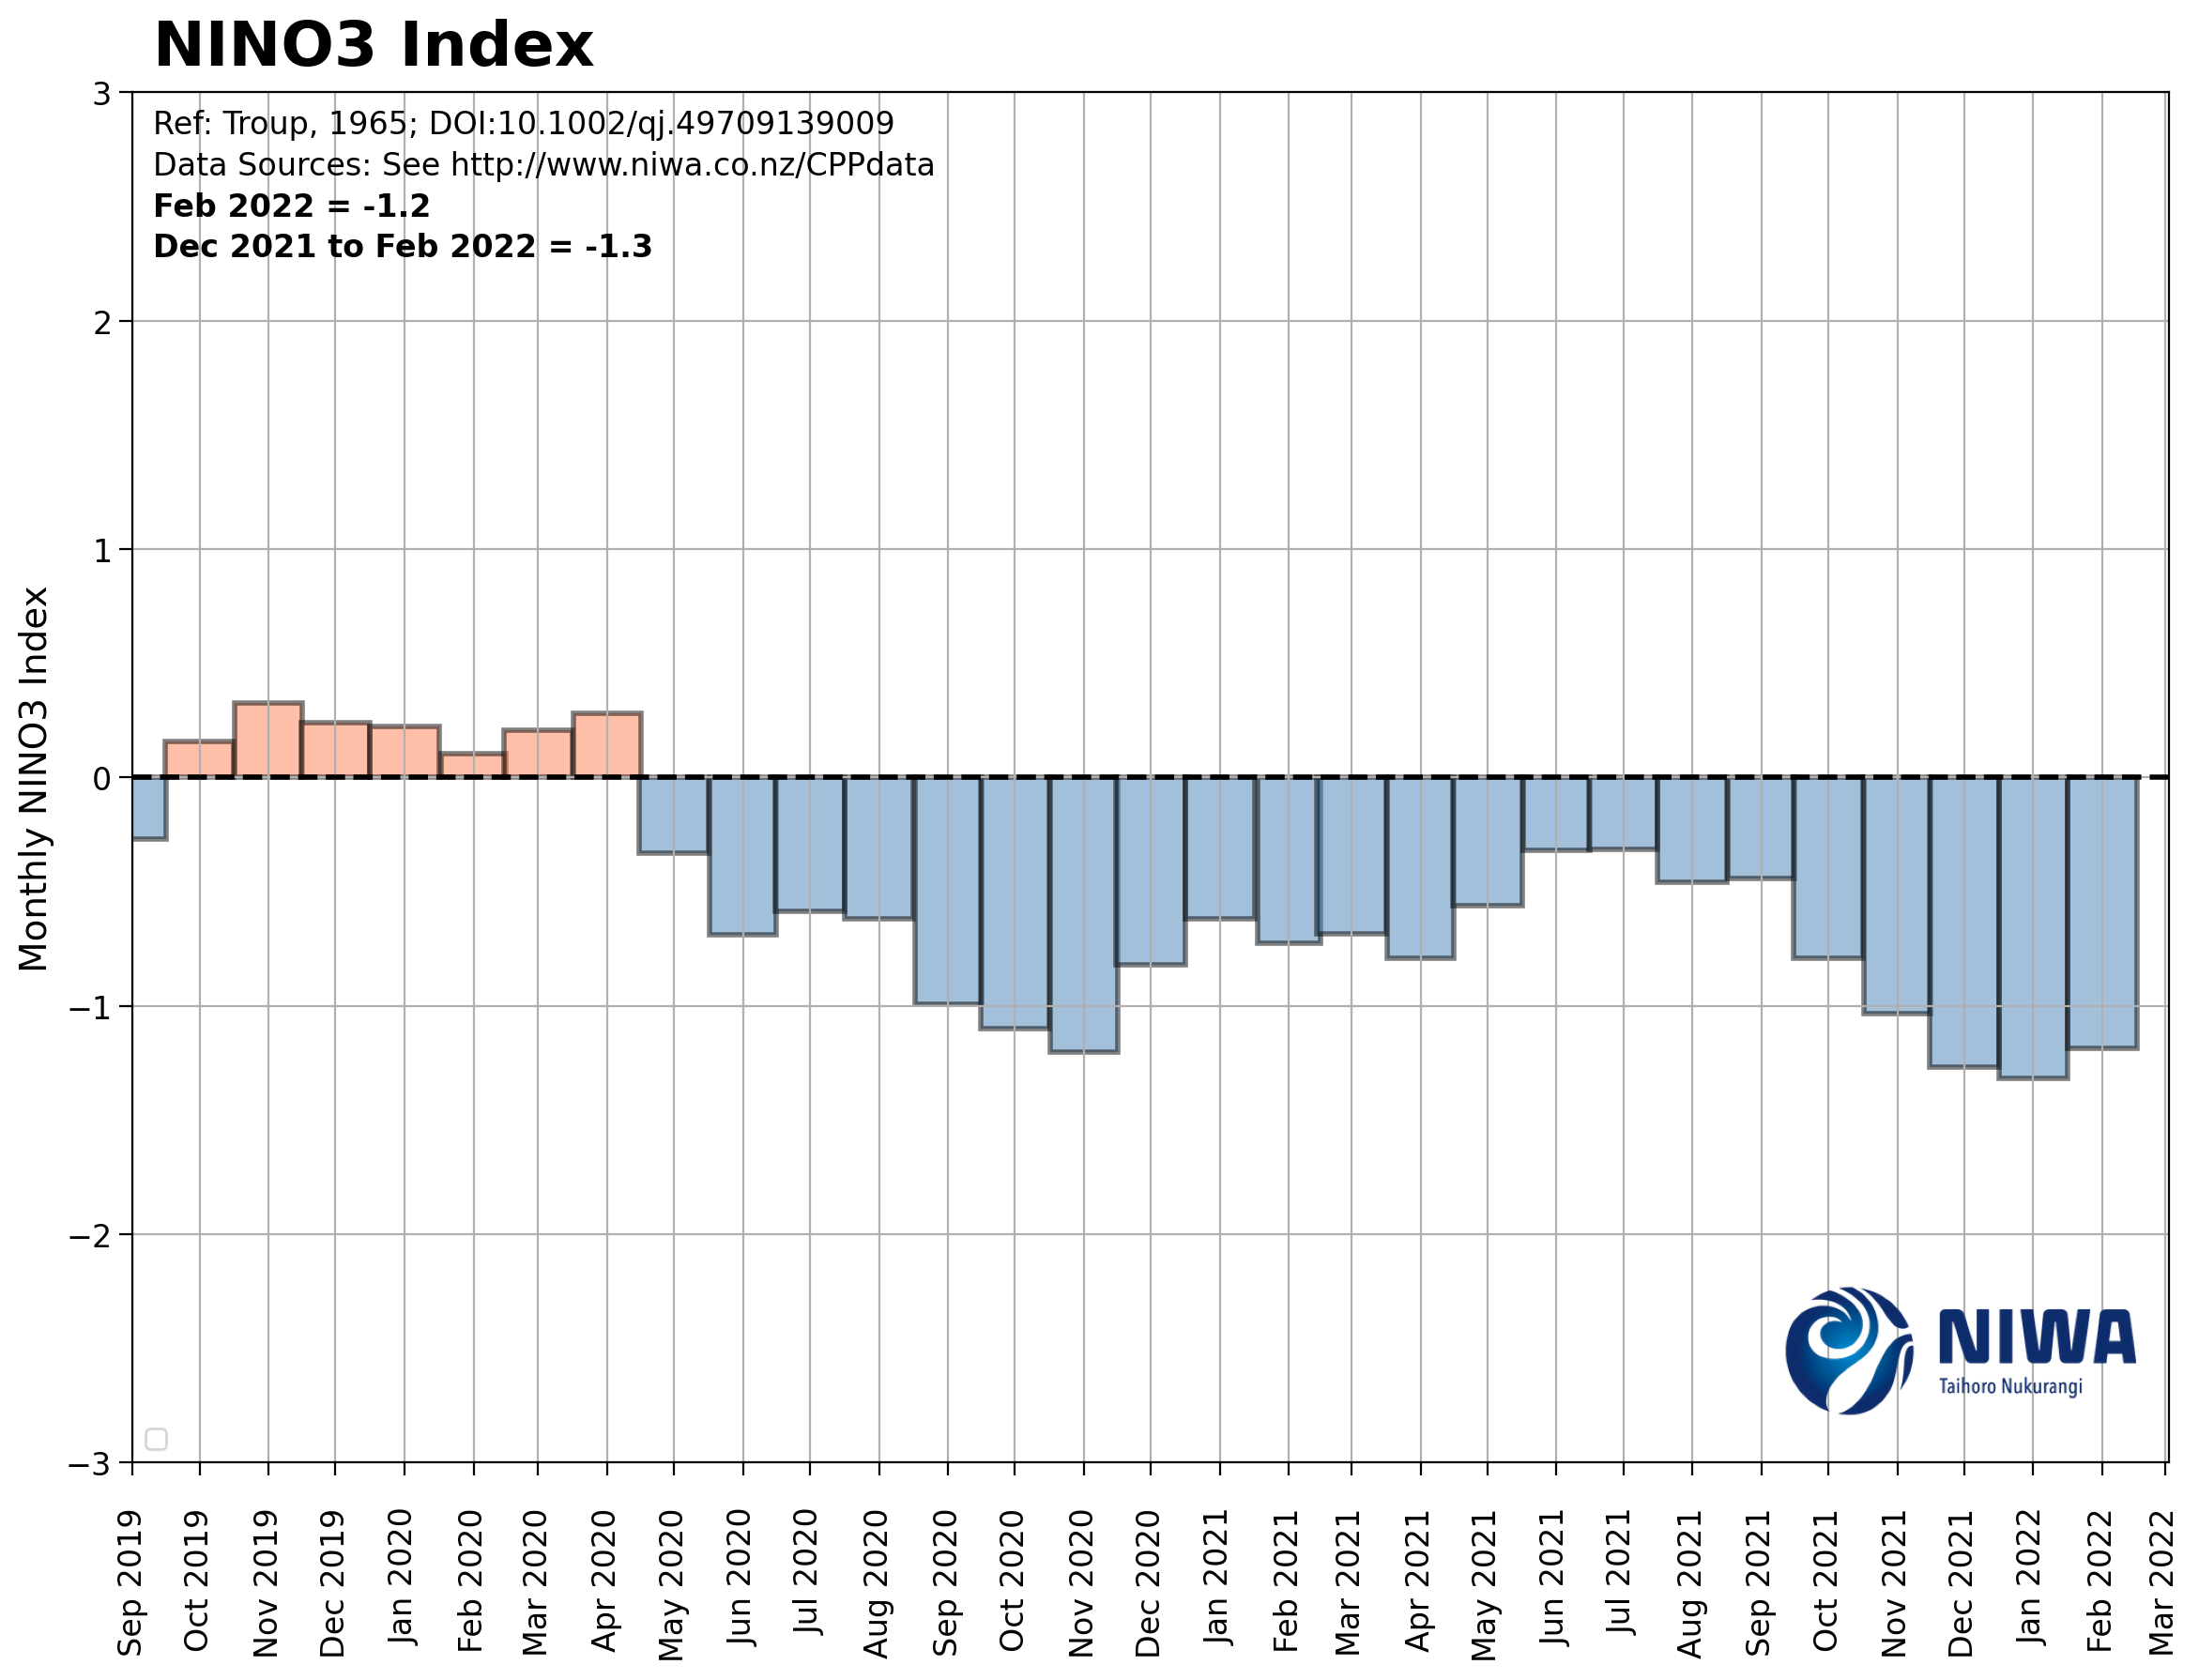 NINO3 Index
Ref: Troup, 1965; DOI:10.1002/qj.49709139009
Data Sources: See http://www.niwa.co.nz/CPPdata
Feb 2022 = -1.2
Dec 2021 to Feb 2022 = -1.3
Monthly NINO3 Index
3
2
1
0
−1
−2
−3
NIWA
Taihoro Nukurangi
Sep 2019
Oct 2019
Nov 2019
Dec 2019
Jan 2020
Feb 2020
Mar 2020
Apr 2020
May 2020
Jun 2020
Jul 2020
Aug 2020
Sep 2020
Oct 2020
Nov 2020
Dec 2020
Jan 2021
Feb 2021
Mar 2021
Apr 2021
May 2021
Jun 2021
Jul 2021
Aug 2021
Sep 2021
Oct 2021
Nov 2021
Dec 2021
Jan 2022
Feb 2022
Mar 2022